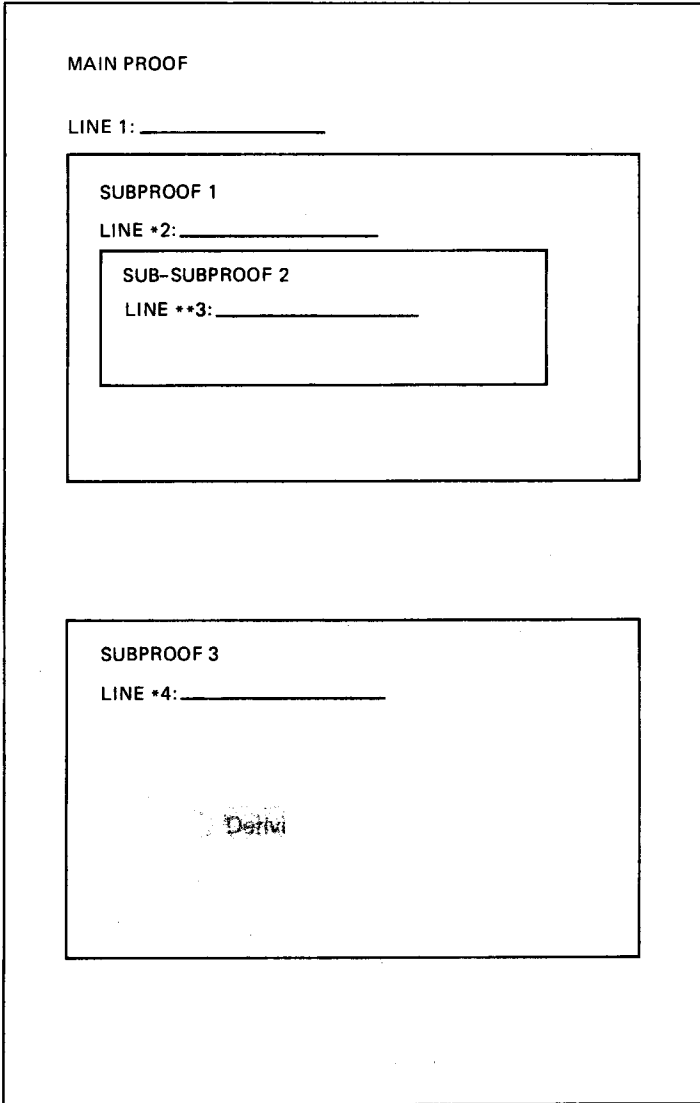 MAIN PROOF
LINE 1:
SUBPROOF 1
LINE *2:
SUB-SUBPROOF 2
LINE **3:
SUBPROOF 3
LINE *4: